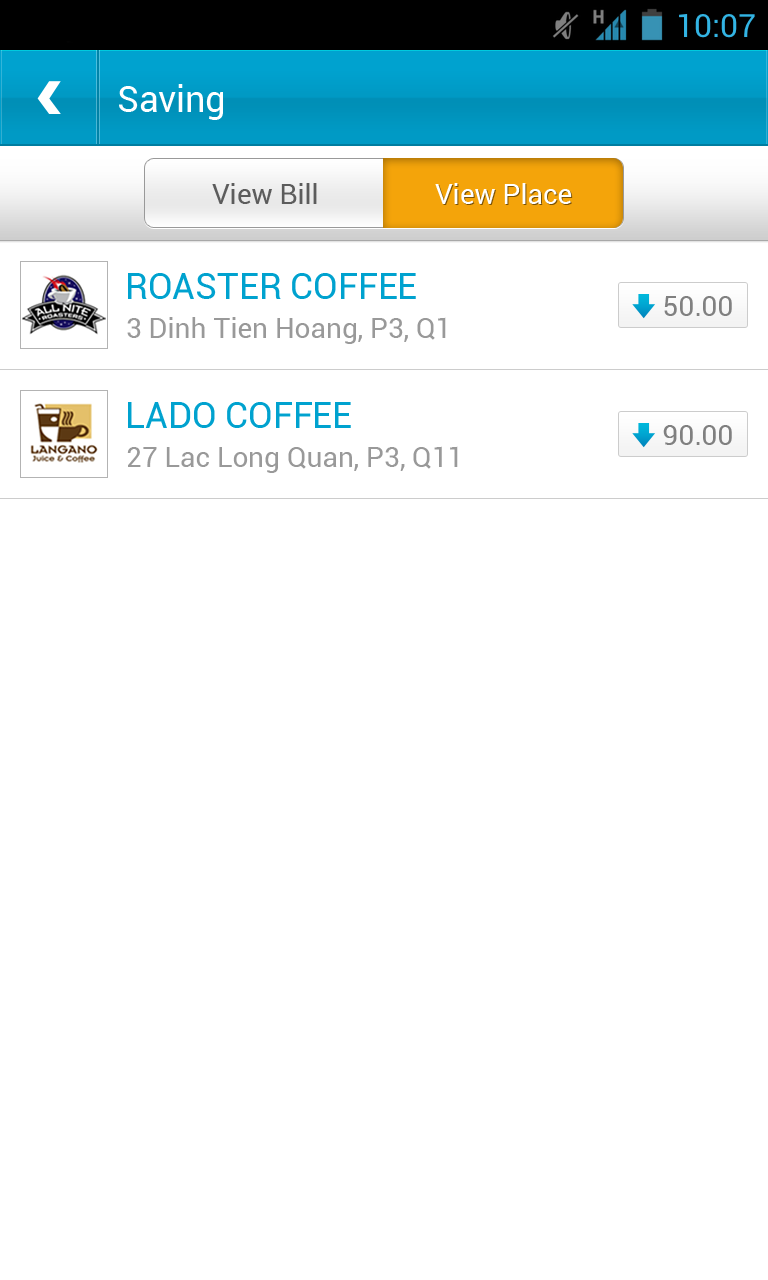 H
10:07
Saving
View Bill
View Place
ALL NITE
ROASTERS
ROASTER COFFEE
3 Dinh Tien Hoang, P3, Q1
50.00
LANGANO
Juice & Coffee
LADO COFFEE
27 Lac Long Quan, P3, Q11
90.00